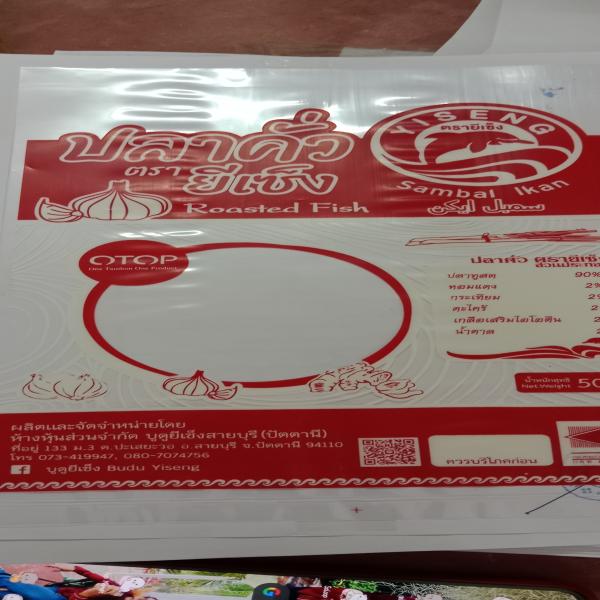 ปลาคั่ว
ตรา ยี่เซ็ง
Roasted Fish
YISENG
ตรายี่เซ็ง
Sambal Ikan
سمبل ايكن
OTOP
One Tambon One Product
ปลาคั่ว ตรายี่เซ็ง
ส่วนประกอบ
ปลาทูสด 90%
หอมแดง 2%
กระเทียม 2%
ตะไคร้ 2
เกลือเสริมไอโอดีน 2
น้ำตาล 2
น้ำหนักสุทธิ
Net.Weight 50
ผลิตและจัดจำหน่ายโดย
ห้างหุ้นส่วนจำกัด บูดูยี่เซ็งสายบุรี (ปัตตานี)
ที่อยู่ 133 ม.3 ต.ปะเสยะวอ อ.สายบุรี จ.ปัตตานี 94110
โทร 073-419947, 080-7074756
บูดูยี่เซ็ง Budu Yiseng
ควรบริโภคก่อน